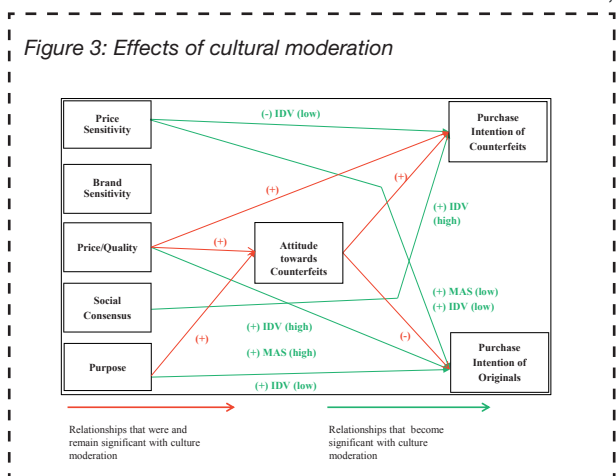 Figure 3: Effects of cultural moderation
Price
Sensitivity
(-) IDV (low)
Purchase
Intention of
Counterfeits
Brand
Sensitivity
(+)
(+)
(+) IDV
(high)
Price/Quality
(+)
Attitude
towards
Counterfeits
Social
Consensus
(+) MAS (low)
(+) IDV (low)
(+)
(+) IDV (high)
(-)
(+) MAS (high)
Purpose
(+) IDV (low)
Purchase
Intention of
Originals
Relationships that were and
remain significant with culture
moderation
Relationships that become
significant with culture
moderation